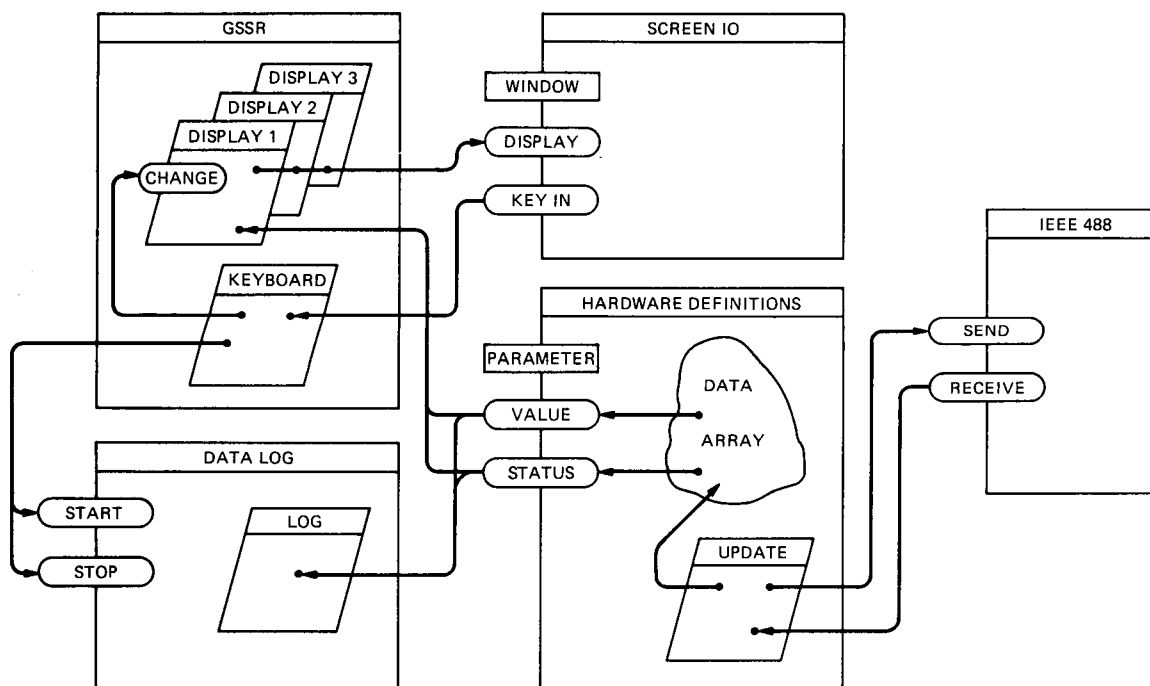 GSSR
DISPLAY 3
DISPLAY 2
DISPLAY 1
CHANGE
KEYBOARD
SCREEN IO
WINDOW
DISPLAY
KEY IN
IEEE 488
SEND
RECEIVE
HARDWARE DEFINITIONS
PARAMETER
VALUE
STATUS
DATA
ARRAY
UPDATE
DATA LOG
START
STOP
LOG